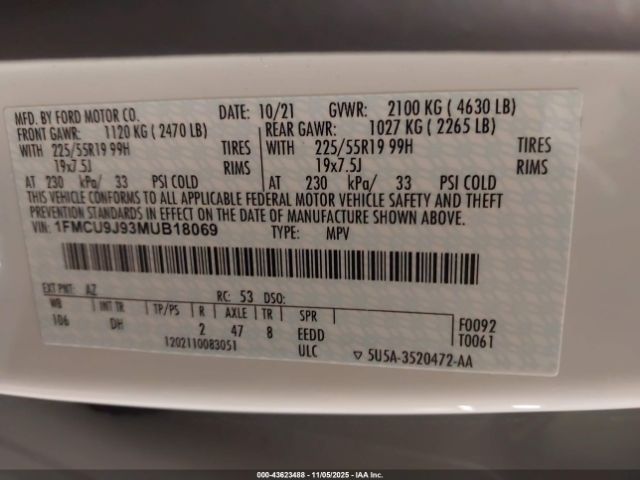 MFD. BY FORD MOTOR CO.
DATE: 10/21 GVWR: 2100 KG ( 4630 LB)
FRONT GAWR: 1120 KG ( 2470 LB)
REAR GAWR: 1027 KG ( 2265 LB)
WITH 225/55R19 99H TIRES
WITH 225/55R19 99H TIRES
19x7.5J RIMS
19x7.5J RIMS
AT 230 kPa/ 33 PSI COLD
AT 230 kPa/ 33 PSI COLD
THIS VEHICLE CONFORMS TO ALL APPLICABLE FEDERAL MOTOR VEHICLE SAFETY AND THEFT
PREVENTION STANDARDS IN EFFECT ON THE DATE OF MANUFACTURE SHOWN ABOVE.
VIN: 1FMCU9J93MUB18069
TYPE: MPV
EXT PNT: AZ RC: 53 DSO:
WB INT TR TP/PS R AXLE TR SPR
106 DH 2 47 8 EEDD
1202110083051 ULC
F0092
T0061
▽ 5U5A-3520472-AA
000-43623488 - 11/05/2025 - IAA Inc.